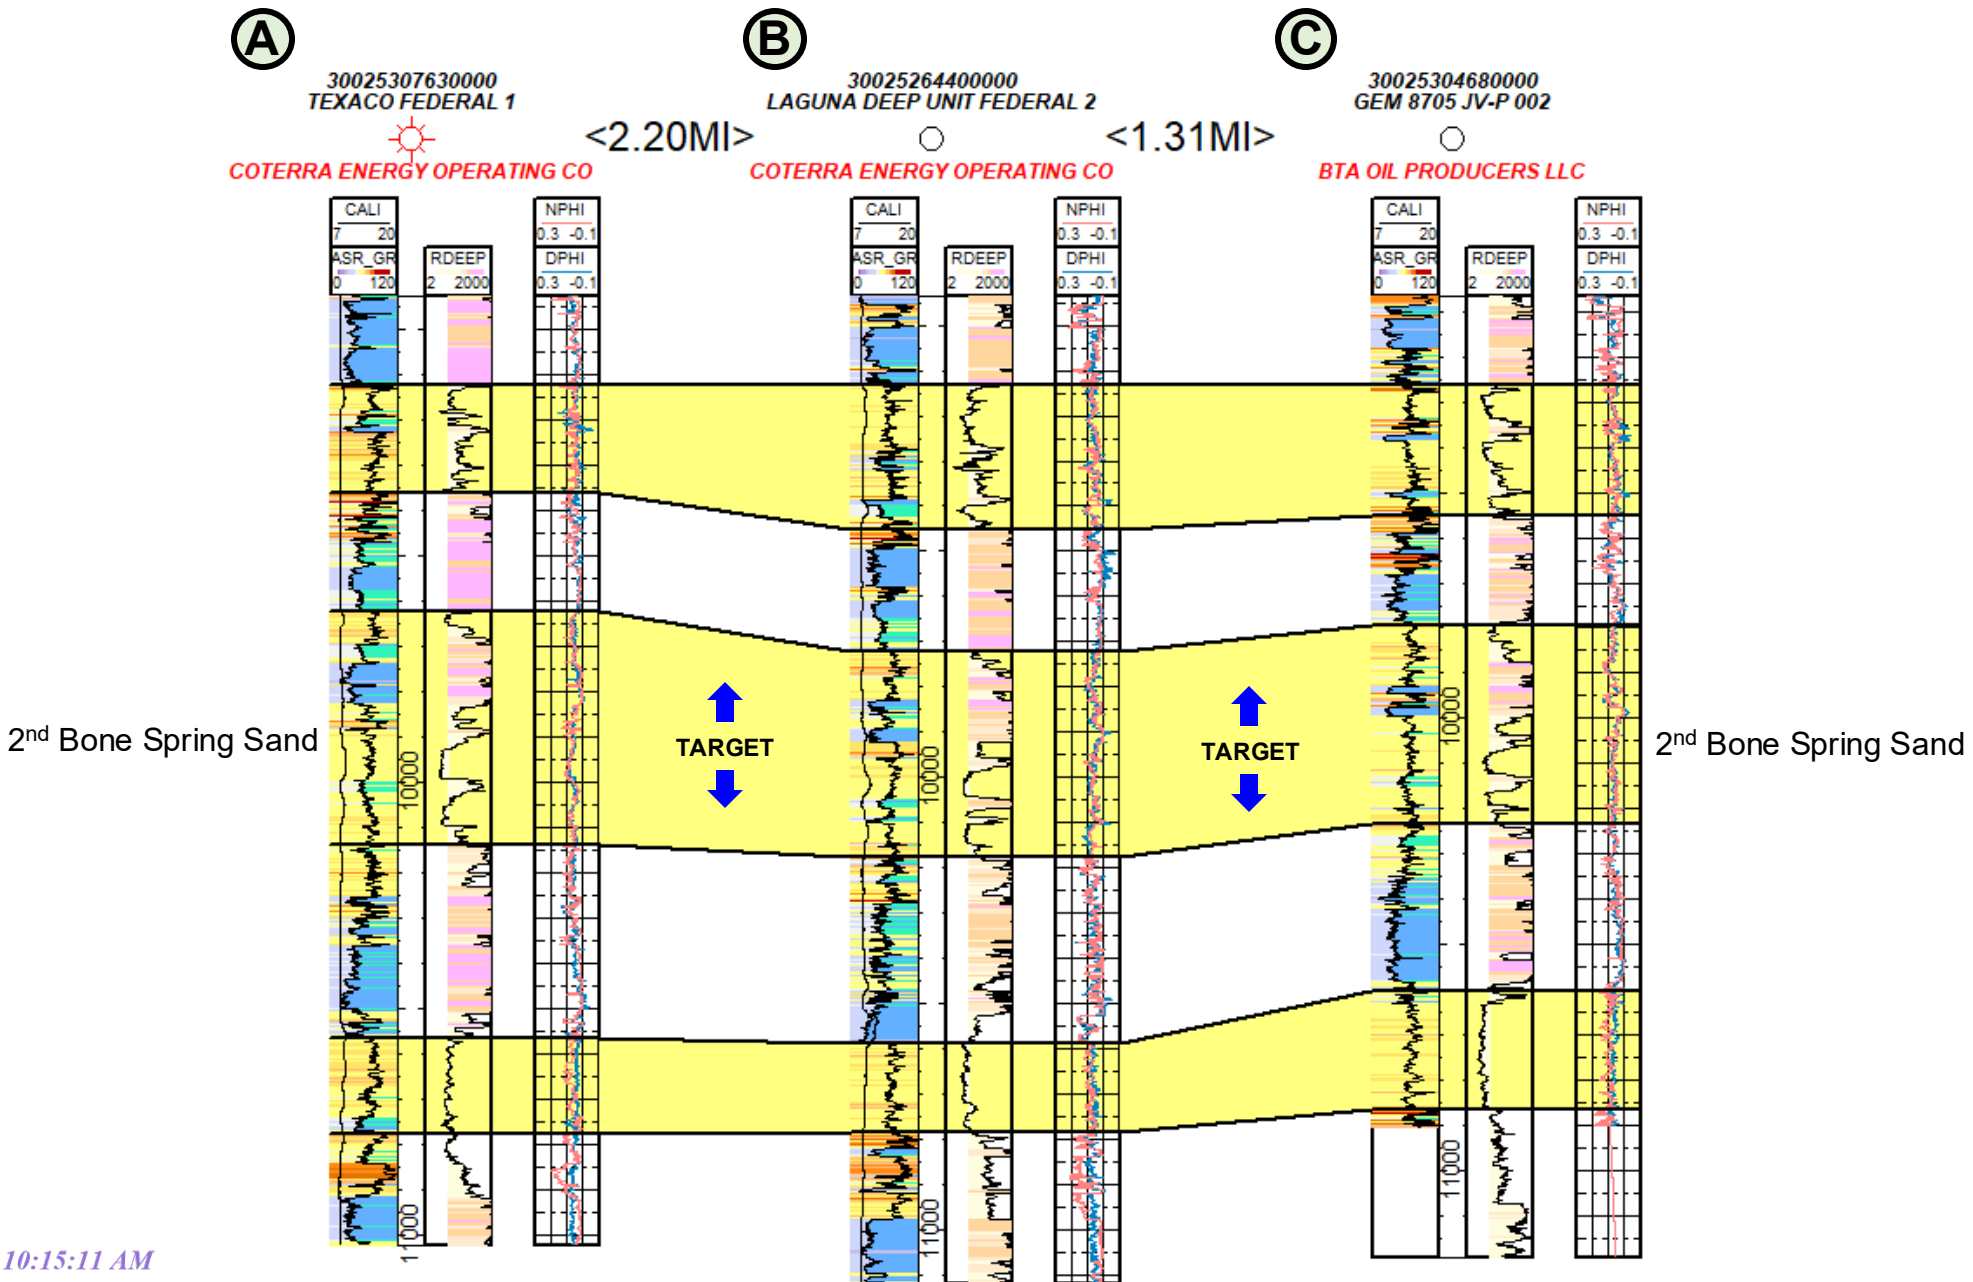 A
B
C
30025307630000
TEXACO FEDERAL 1
<2.20MI>
30025264400000
LAGUNA DEEP UNIT FEDERAL 2
<1.31MI>
30025304680000
GEM 8705 JV-P 002
COTERRA ENERGY OPERATING CO
COTERRA ENERGY OPERATING CO
BTA OIL PRODUCERS LLC
CALI
7 20
ASR_GR
0 120
RDEEP
2 2000
NPHI
0.3 -0.1
DPHI
0.3 -0.1
CALI
7 20
ASR_GR
0 120
RDEEP
2 2000
NPHI
0.3 -0.1
DPHI
0.3 -0.1
CALI
7 20
ASR_GR
0 120
RDEEP
2 2000
NPHI
0.3 -0.1
DPHI
0.3 -0.1
2nd Bone Spring Sand
TARGET
TARGET
2nd Bone Spring Sand
10000
10000
10000
11000
11000
11000
10:15:11 AM